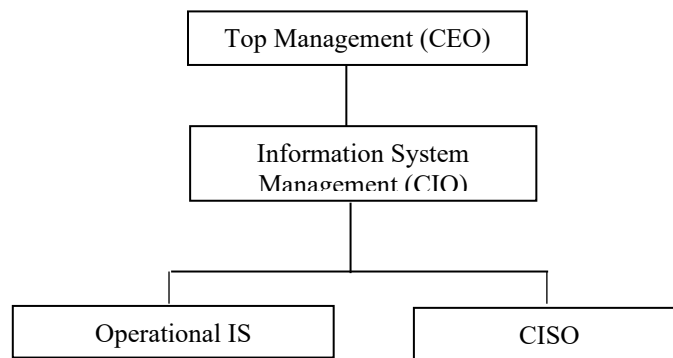 Top Management (CEO)
Information System
Management (CIO)
Operational IS
CISO